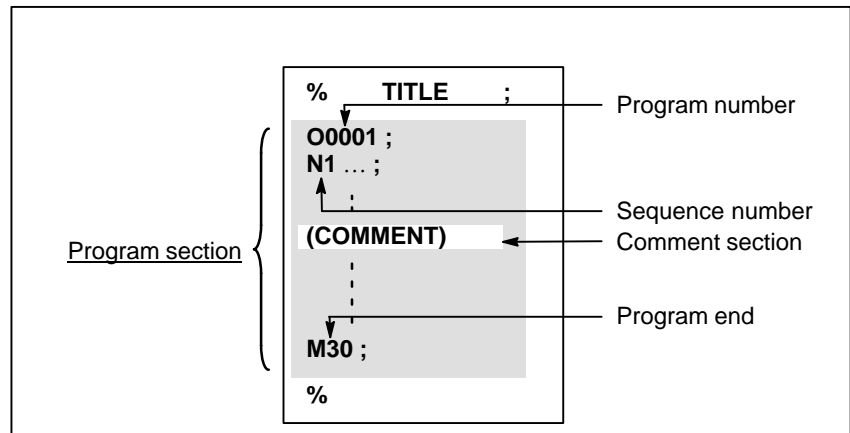 % TITLE ;
Program number
O0001 ;
N1 … ;
Sequence number
(COMMENT)
Comment section
Program section
Program end
M30 ;
%